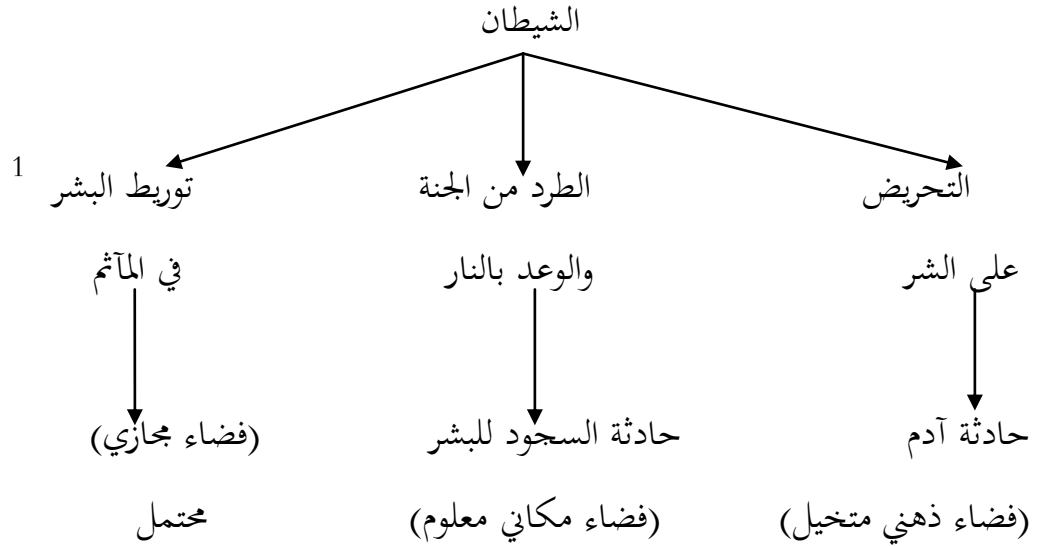 الشيطان
التحريض الطرد من الجنة توريط البشر 1
على الشر والوعد بالنار في المآثم
حادثة آدم حادثة السجود للبشر (فضاء مجازي)
(فضاء ذهني متخيل) (فضاء مكاني معلوم) محتمل